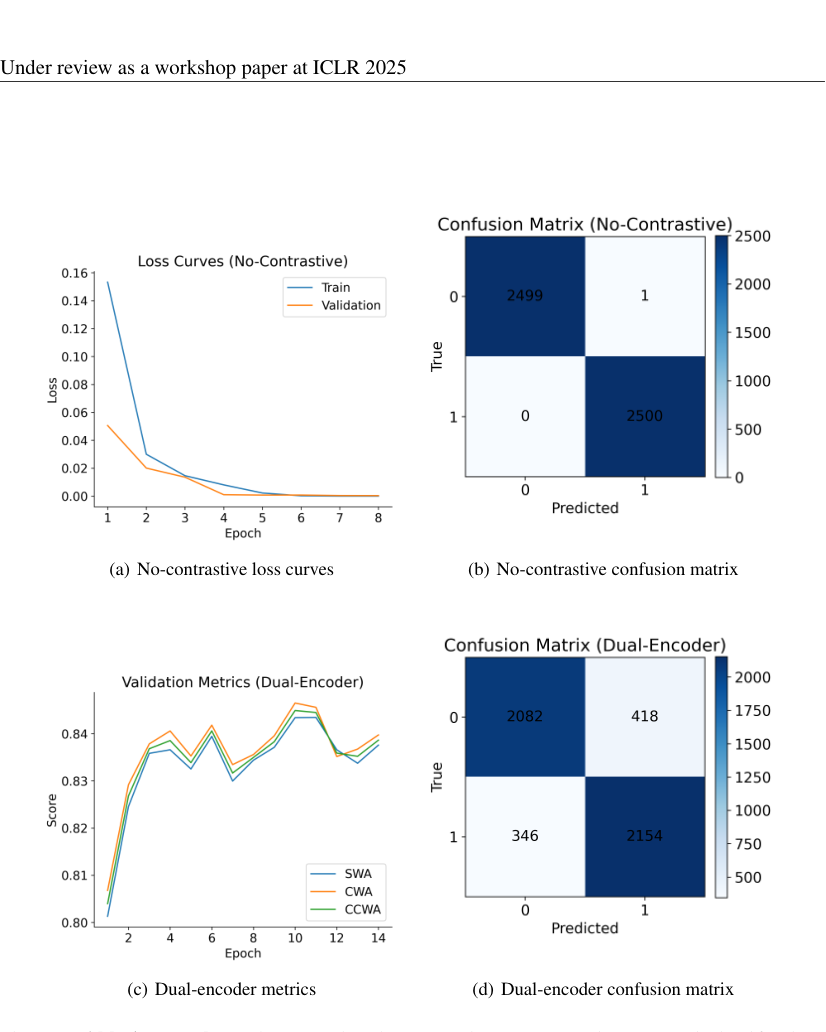 Under review as a workshop paper at ICLR 2025
Loss Curves (No-Contrastive)
0.16
0.14
0.12
0.10
0.08
0.06
0.04
0.02
0.00
Loss
Train
Validation
1 2 3 4 5 6 7 8
Epoch
(a) No-contrastive loss curves
Confusion Matrix (No-Contrastive)
True
0
2499 1
1
0 2500
0 1
Predicted
2500
2000
1500
1000
500
0
(b) No-contrastive confusion matrix
Validation Metrics (Dual-Encoder)
0.84
0.83
0.82
0.81
0.80
Score
SWA
CWA
CCWA
2 4 6 8 10 12 14
Epoch
(c) Dual-encoder metrics
Confusion Matrix (Dual-Encoder)
True
0
2082 418
1
346 2154
0 1
Predicted
2000
1750
1500
1250
1000
750
500
(d) Dual-encoder confusion matrix